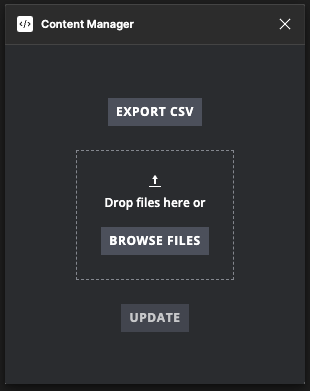 Content Manager
EXPORT CSV
Drop files here or
BROWSE FILES
UPDATE